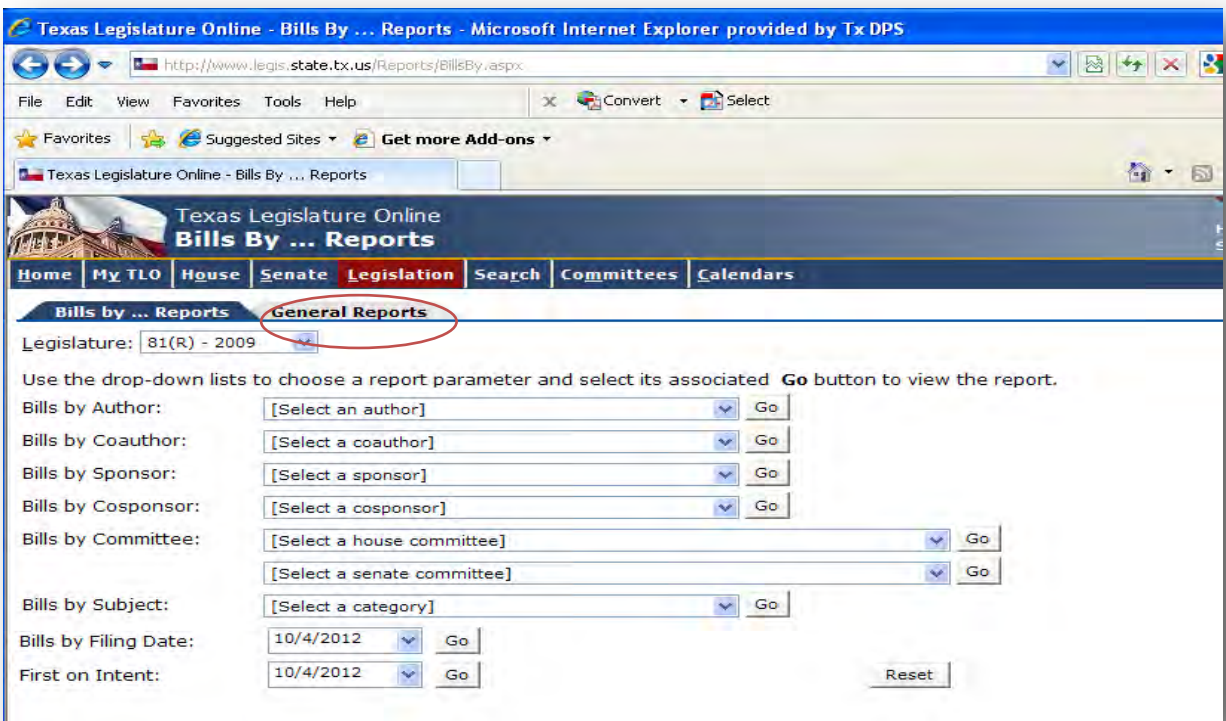 Texas Legislature Online - Bills By ... Reports - Microsoft Internet Explorer provided by Tx DPS
http://www.legis.state.tx.us/Reports/BillsBy.aspx
File Edit View Favorites Tools Help
Convert Select
Favorites Suggested Sites Get more Add-ons
Texas Legislature Online - Bills By ... Reports
Texas Legislature Online
Bills By ... Reports
Home My TLO House Senate Legislation Search Committees Calendars
Bills by ... Reports General Reports
Legislature: 81(R) - 2009
Use the drop-down lists to choose a report parameter and select its associated Go button to view the report.
Bills by Author: [Select an author] Go
Bills by Coauthor: [Select a coauthor] Go
Bills by Sponsor: [Select a sponsor] Go
Bills by Cosponsor: [Select a cosponsor] Go
Bills by Committee: [Select a house committee] Go
[Select a senate committee] Go
Bills by Subject: [Select a category] Go
Bills by Filing Date: 10/4/2012 Go
First on Intent: 10/4/2012 Go Reset